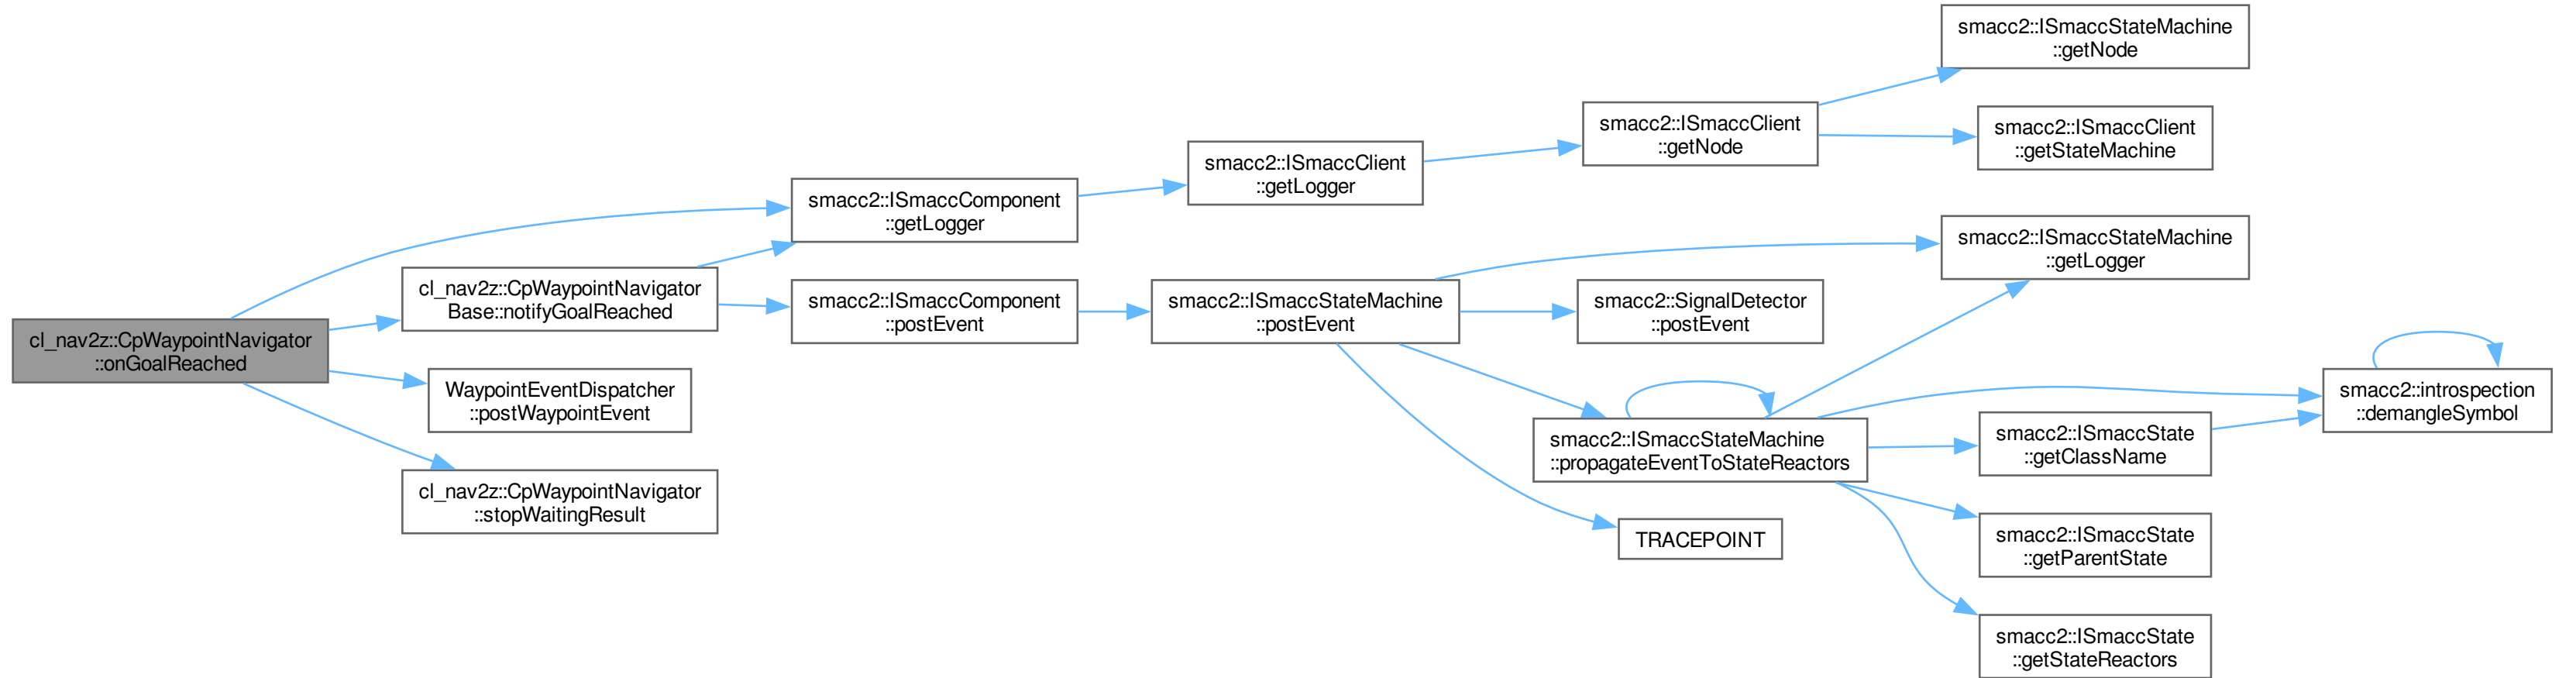 cl_nav2z::CpWaypointNavigator
::onGoalReached
smacc2::ISmaccComponent
::getLogger
smacc2::ISmaccClient
::getLogger
smacc2::ISmaccClient
::getNode
smacc2::ISmaccStateMachine
::getNode
smacc2::ISmaccClient
::getStateMachine
cl_nav2z::CpWaypointNavigator
Base::notifyGoalReached
smacc2::ISmaccComponent
::postEvent
smacc2::ISmaccStateMachine
::postEvent
smacc2::ISmaccStateMachine
::getLogger
smacc2::SignalDetector
::postEvent
smacc2::ISmaccStateMachine
::propagateEventToStateReactors
smacc2::introspection
::demangleSymbol
smacc2::ISmaccState
::getClassName
smacc2::ISmaccState
::getParentState
smacc2::ISmaccState
::getStateReactors
TRACEPOINT
WaypointEventDispatcher
::postWaypointEvent
cl_nav2z::CpWaypointNavigator
::stopWaitingResult